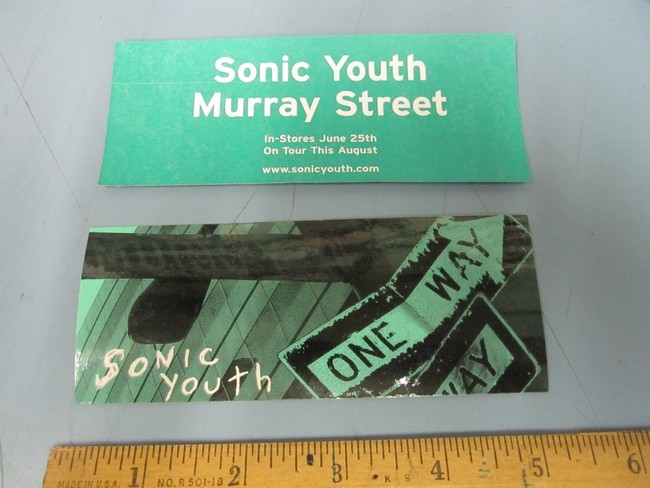 Sonic Youth
Murray Street
In-Stores June 25th
On Tour This August
www.sonicyouth.com
ONE WAY
WAY
SONIC
YOUTh
1 2 3 4 5 6
MADE IN U.S.A. NO. R 501-18 K S